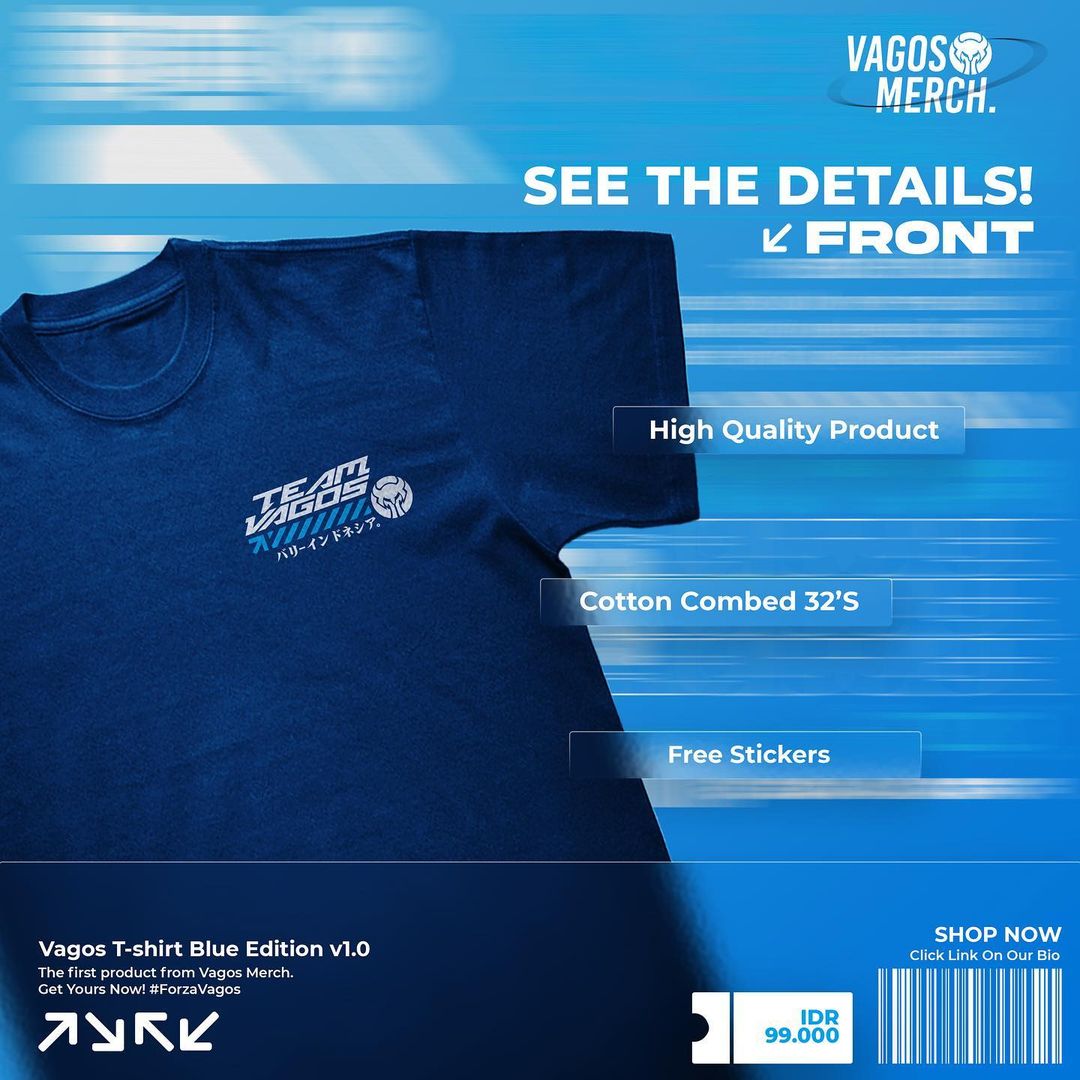 VAGOS
MERCH.
SEE THE DETAILS!
FRONT
High Quality Product
TEAM
VAGOS
バリーインドネシア。
Cotton Combed 32’S
Free Stickers
Vagos T-shirt Blue Edition v1.0
The first product from Vagos Merch.
Get Yours Now! #ForzaVagos
SHOP NOW
Click Link On Our Bio
IDR
99.000